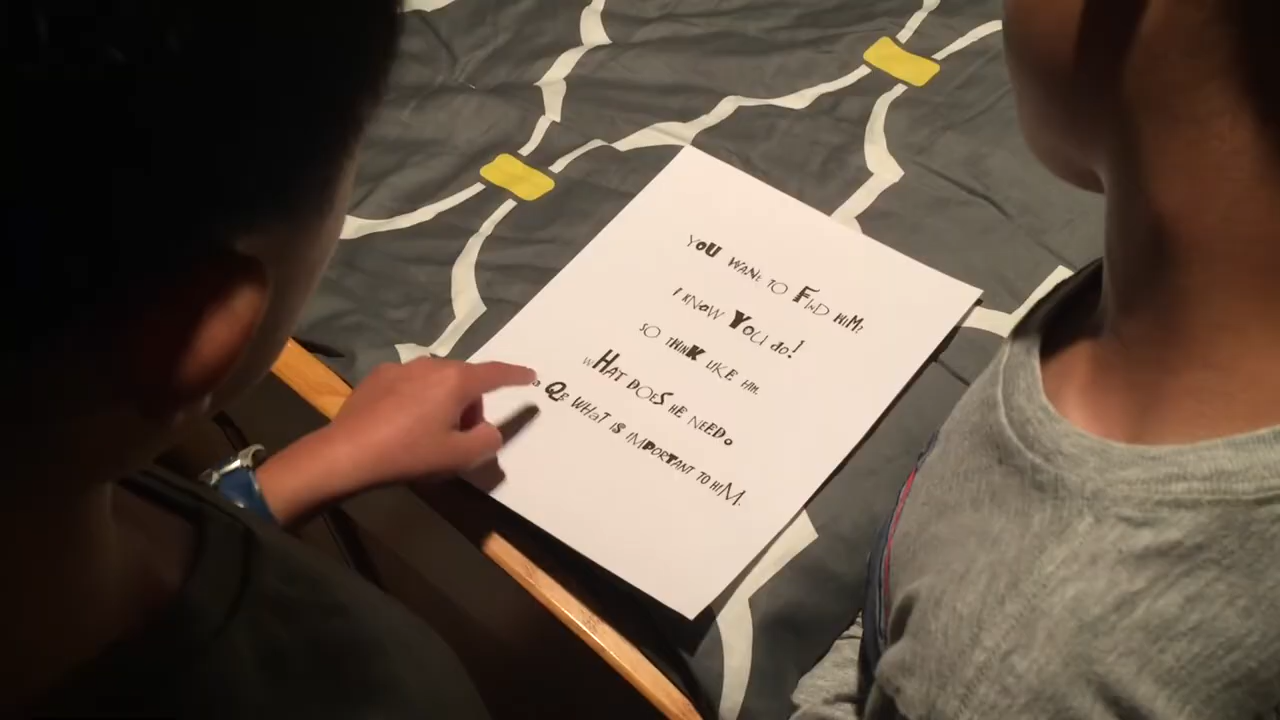 YOU WANt TO FiND HiM?
I KNoW YOU do!
SO THiNK LIKE HIM.
WHAT DOES HE NEED.
WHaT IS IMPORTANT TO HIM.